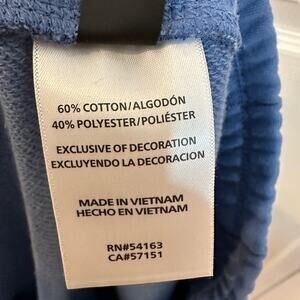 60% COTTON/ALGODÓN
40% POLYESTER/POLIÉSTER
EXCLUSIVE OF DECORATION
EXCLUYENDO LA DECORACION
MADE IN VIETNAM
HECHO EN VIETNAM
RN#54163
CA#57151